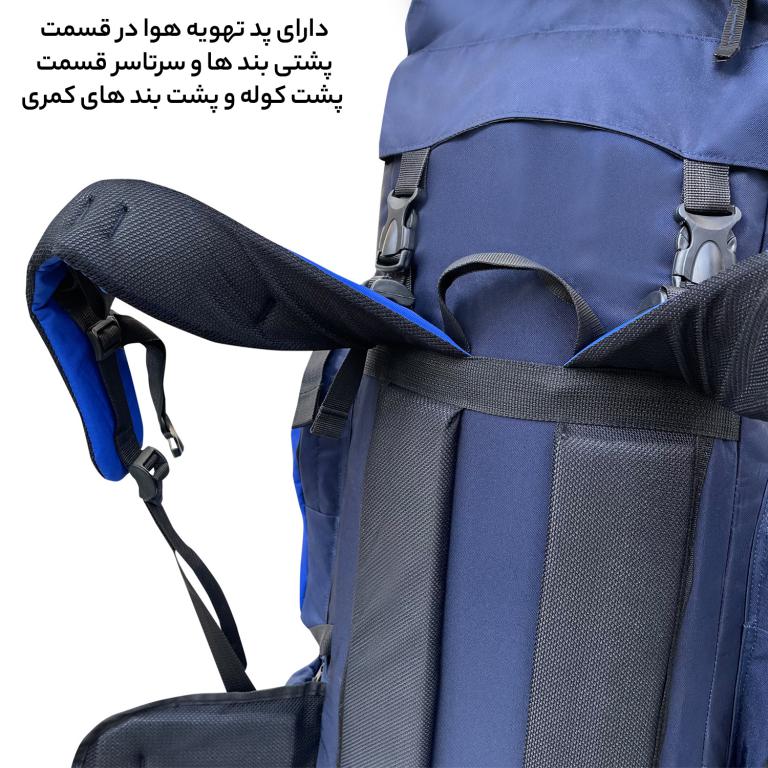 دارای پد تهویه هوا در قسمت
پشتی بند ها و سرتاسر قسمت
پشت کوله و پشت بند های کمری